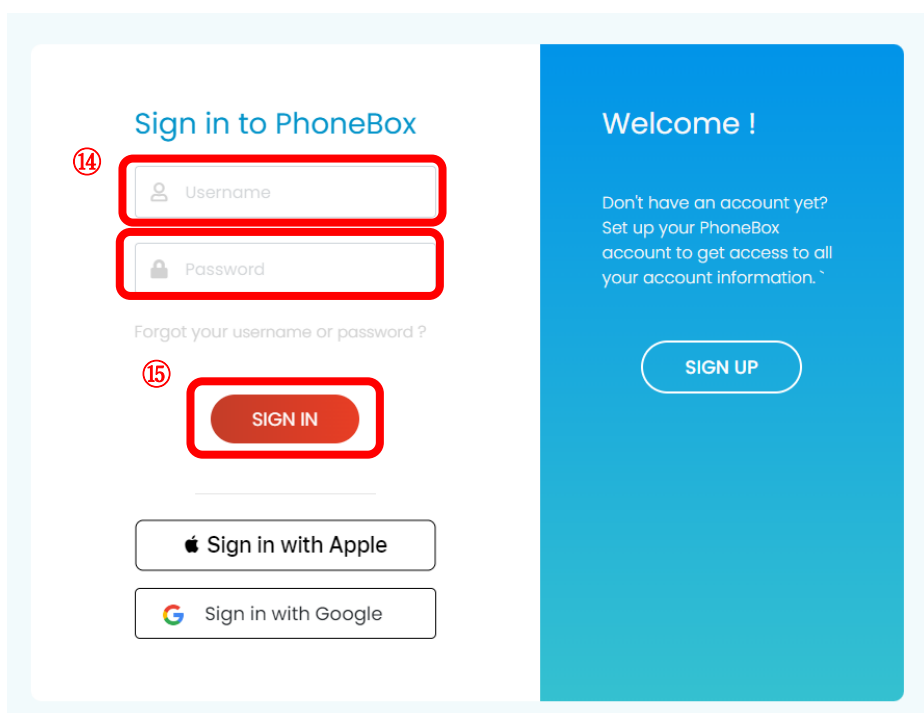 Sign in to PhoneBox
⑭
Username
Password
Forgot your username or password ?
⑮
SIGN IN
Sign in with Apple
Sign in with Google
Welcome !
Don't have an account yet?
Set up your PhoneBox
account to get access to all
your account information. `
SIGN UP